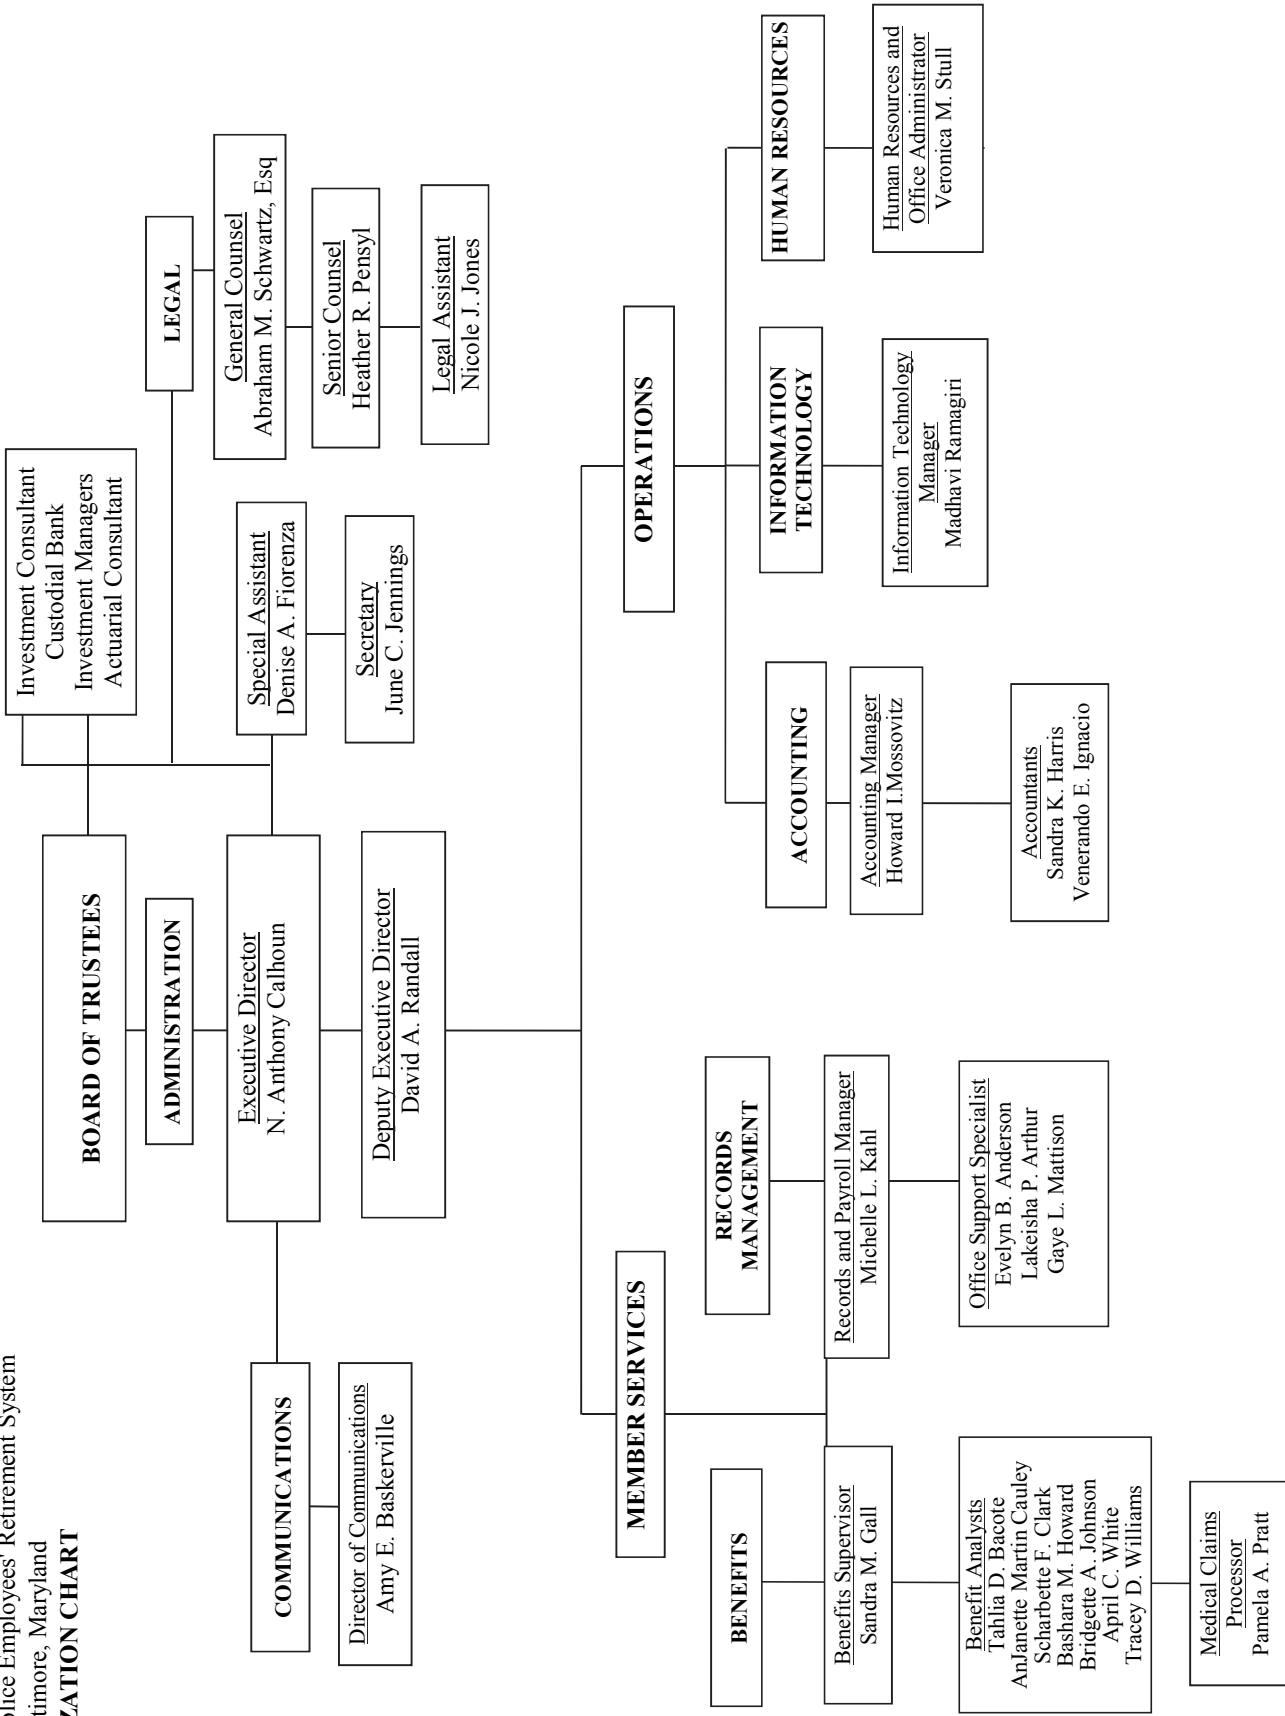 lice Employees' Retirement System
timore, Maryland
ZATION CHART
BOARD OF TRUSTEES
Investment Consultant
Custodial Bank
Investment Managers
Actuarial Consultant
ADMINISTRATION
LEGAL
Executive Director
N. Anthony Calhoun
Special Assistant
Denise A. Fiorenza
Secretary
June C. Jennings
General Counsel
Abraham M. Schwartz, Esq
Senior Counsel
Heather R. Pensyl
Legal Assistant
Nicole J. Jones
COMMUNICATIONS
Director of Communications
Amy E. Baskerville
Deputy Executive Director
David A. Randall
MEMBER SERVICES
OPERATIONS
BENEFITS
Benefits Supervisor
Sandra M. Gall
Benefit Analysts
Tahlia D. Bacote
AnJanette Martin Cauley
Scharbette F. Clark
Bashara M. Howard
Bridgette A. Johnson
April C. White
Tracey D. Williams
Medical Claims
Processor
Pamela A. Pratt
RECORDS
MANAGEMENT
Records and Payroll Manager
Michelle L. Kahl
Office Support Specialist
Evelyn B. Anderson
Lakeisha P. Arthur
Gaye L. Mattison
ACCOUNTING
Accounting Manager
Howard I.Mossovitz
Accountants
Sandra K. Harris
Venerando E. Ignacio
INFORMATION
TECHNOLOGY
Information Technology
Manager
Madhavi Ramagiri
HUMAN RESOURCES
Human Resources and
Office Administrator
Veronica M. Stull